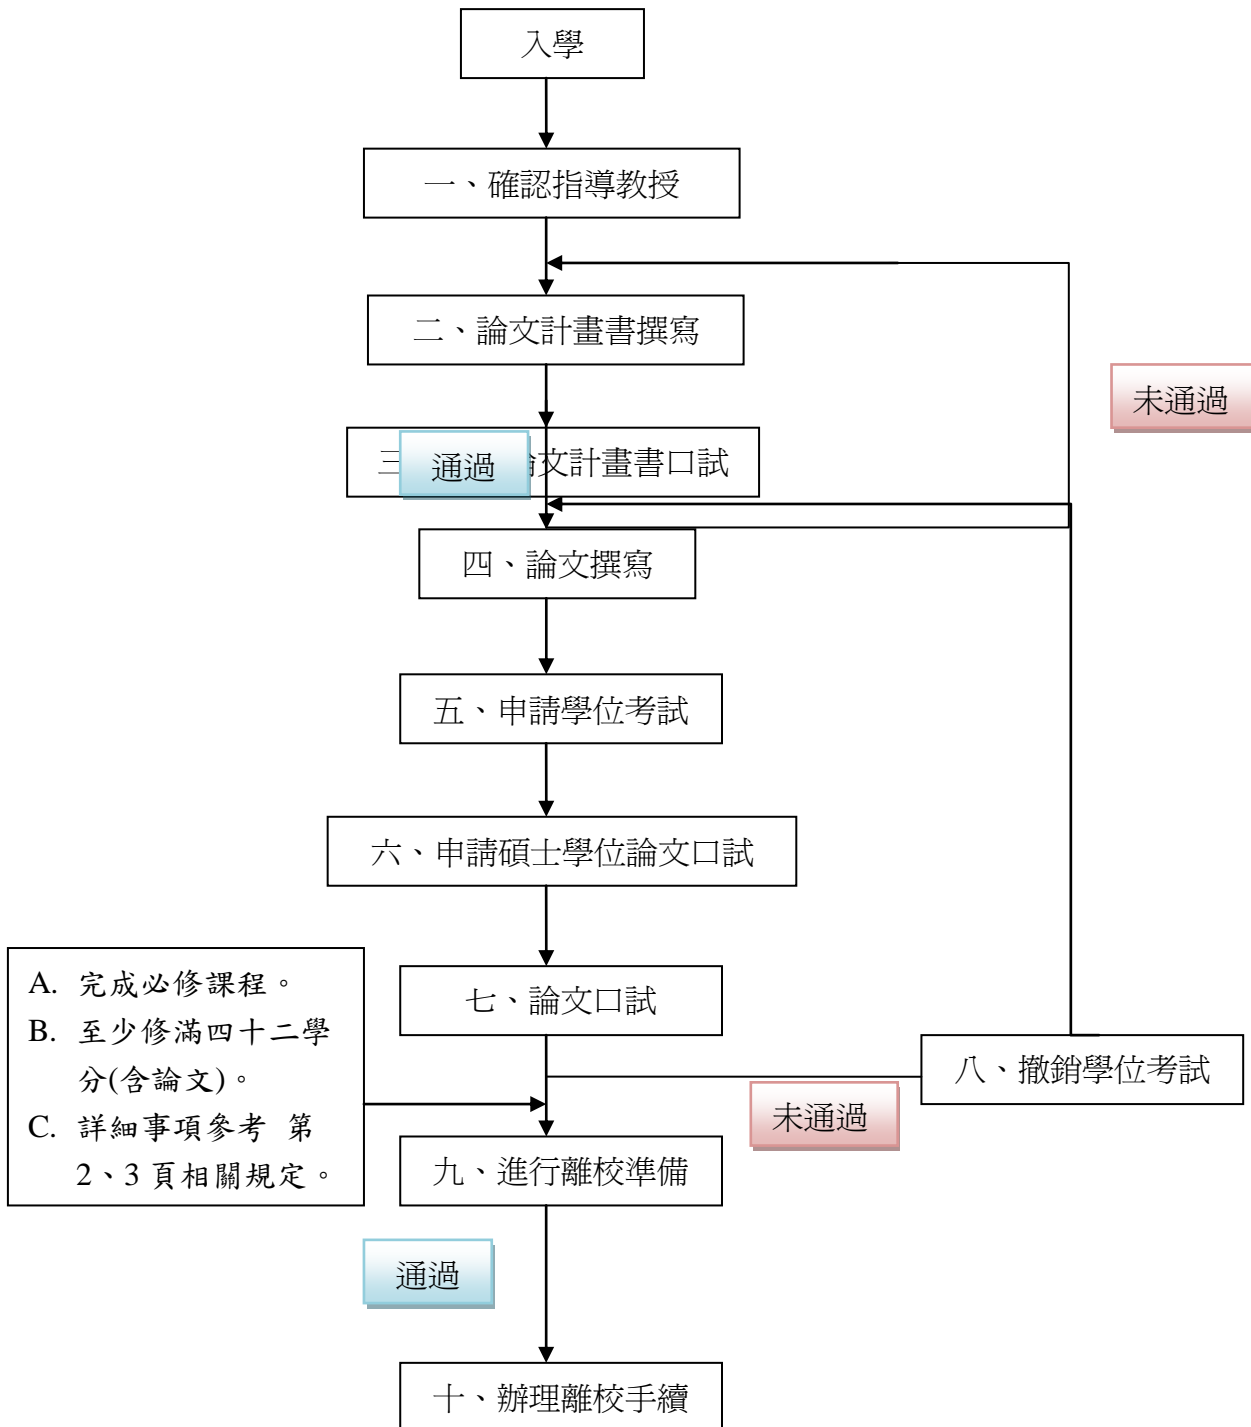 入學
一、確認指導教授
二、論文計畫書撰寫
未通過
三
通過
文計畫書口試
四、論文撰寫
五、申請學位考試
六、申請碩士學位論文口試
A. 完成必修課程。
B. 至少修滿四十二學
分(含論文)。
C. 詳細事項參考 第
2、3 頁相關規定。
七、論文口試
八、撤銷學位考試
未通過
九、進行離校準備
通過
十、辦理離校手續